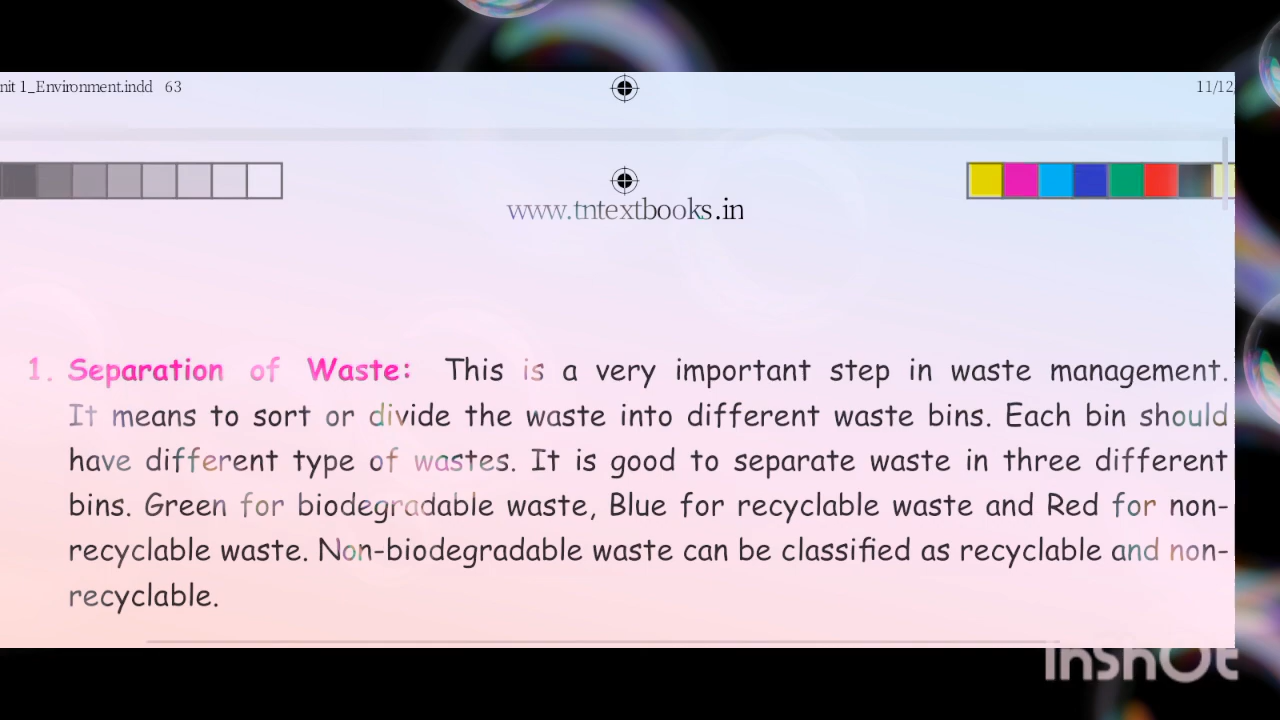 nit 1_Environment.indd 63
11/12
www.tntextbooks.in
1. Separation of Waste: This is a very important step in waste management.
It means to sort or divide the waste into different waste bins. Each bin should
have different type of wastes. It is good to separate waste in three different
bins. Green for biodegradable waste, Blue for recyclable waste and Red for non-
recyclable waste. Non-biodegradable waste can be classified as recyclable and non-
recyclable.
InShOt